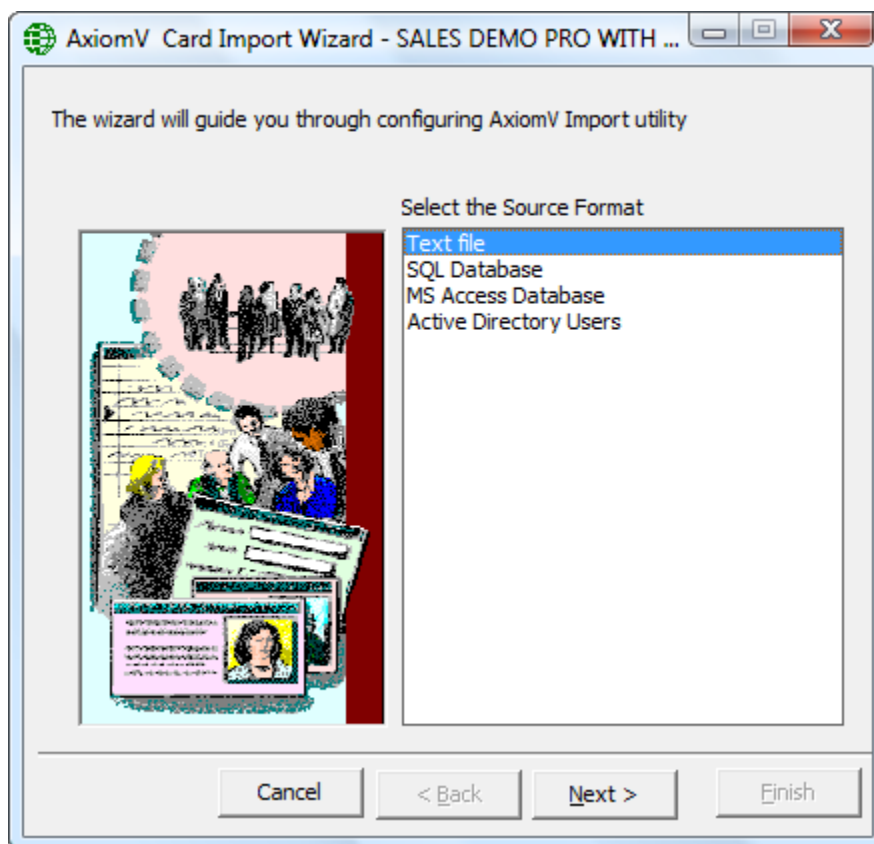 AxiomV Card Import Wizard - SALES DEMO PRO WITH ...
The wizard will guide you through configuring AxiomV Import utility
Select the Source Format
Text file
SQL Database
MS Access Database
Active Directory Users
Cancel
< Back
Next >
Finish